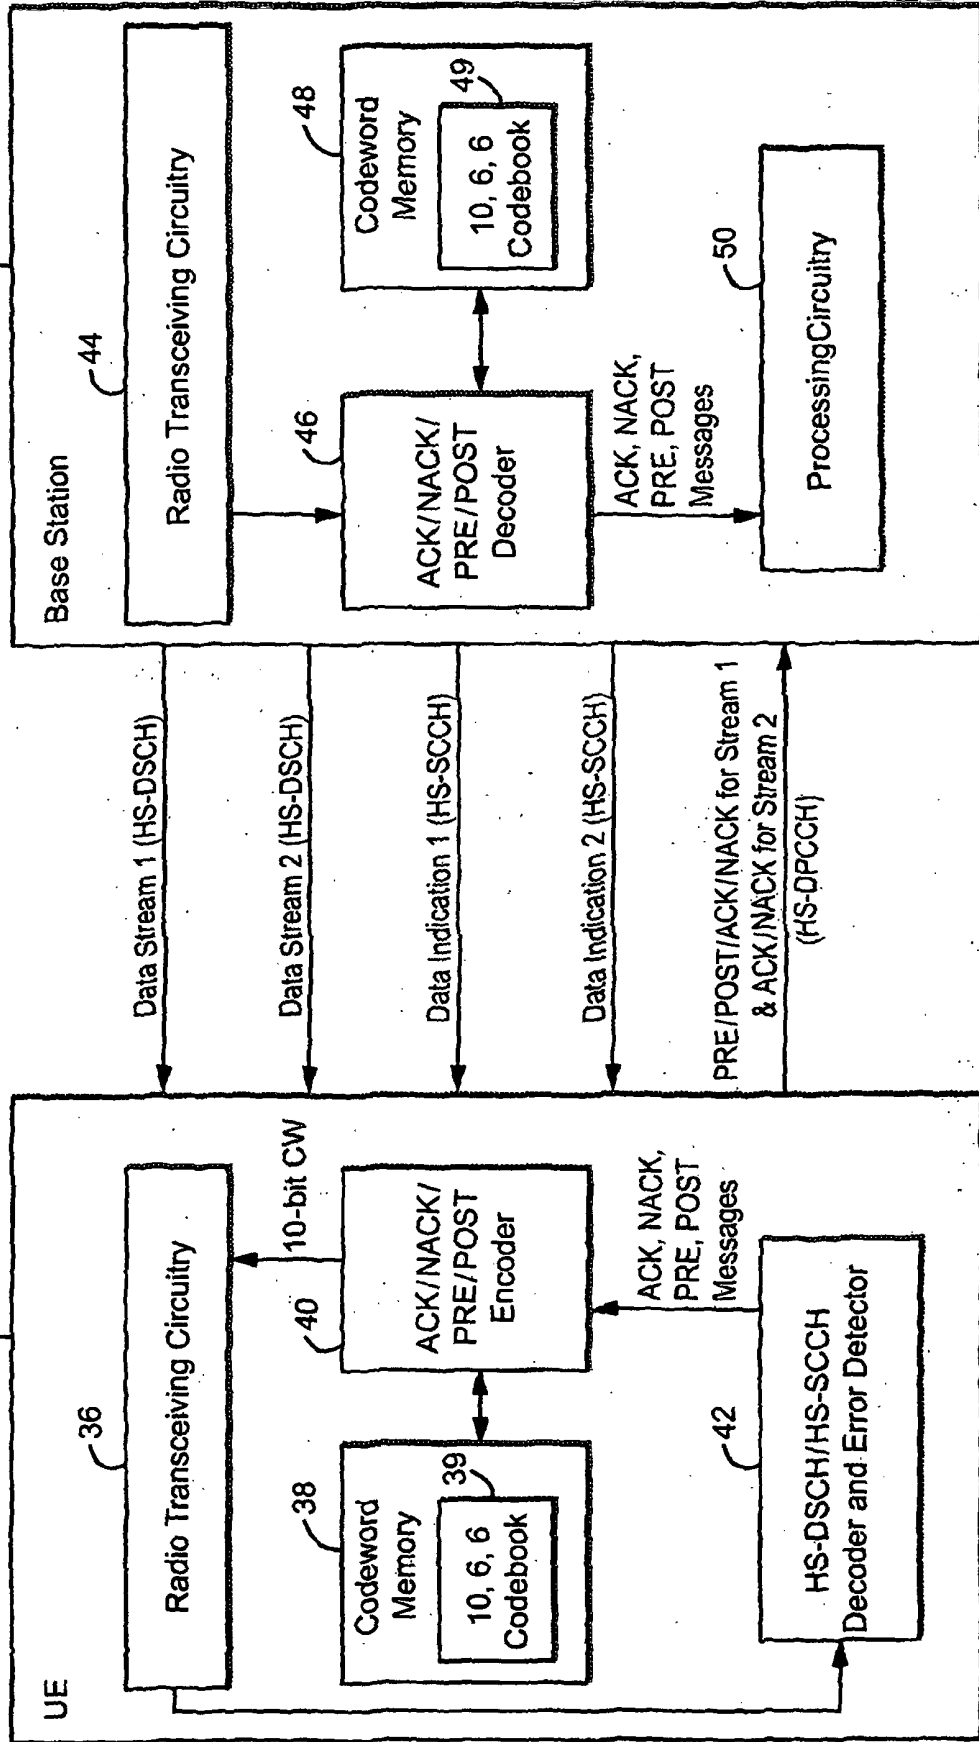 UE
36
Radio Transceiving Circuitry
10-bit CW
38
Codeword
Memory
39
10, 6, 6
Codebook
40
ACK/NACK/
PRE/POST
Encoder
ACK, NACK,
PRE, POST
Messages
42
HS-DSCH/HS-SCCH
Decoder and Error Detector
Data Stream 1 (HS-DSCH)
Data Stream 2 (HS-DSCH)
Data Indication 1 (HS-SCCH)
Data Indication 2 (HS-SCCH)
PRE/POST/ACK/NACK for Stream 1
& ACK/NACK for Stream 2
(HS-DPCCH)
Base Station
44
Radio Transceiving Circuitry
46
ACK/NACK/
PRE/POST
Decoder
48
Codeword
Memory
49
10, 6, 6
Codebook
ACK, NACK,
PRE, POST
Messages
50
ProcessingCircuitry